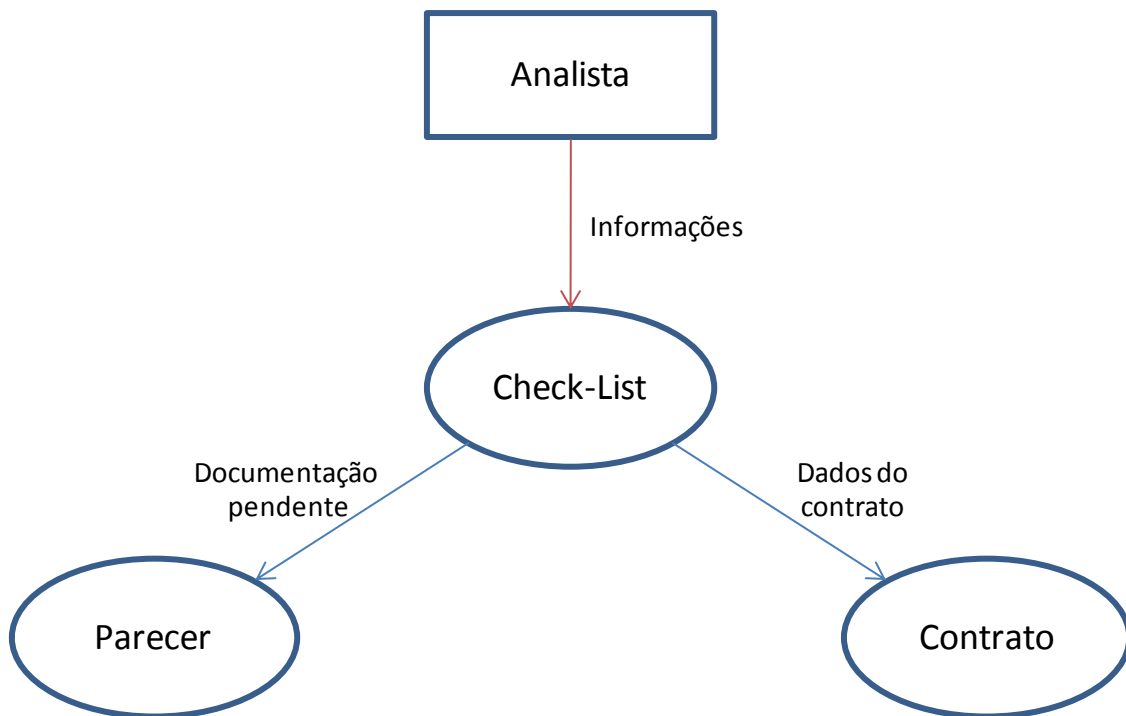 Analista
Informações
Check-List
Documentação
pendente
Dados do
contrato
Parecer
Contrato